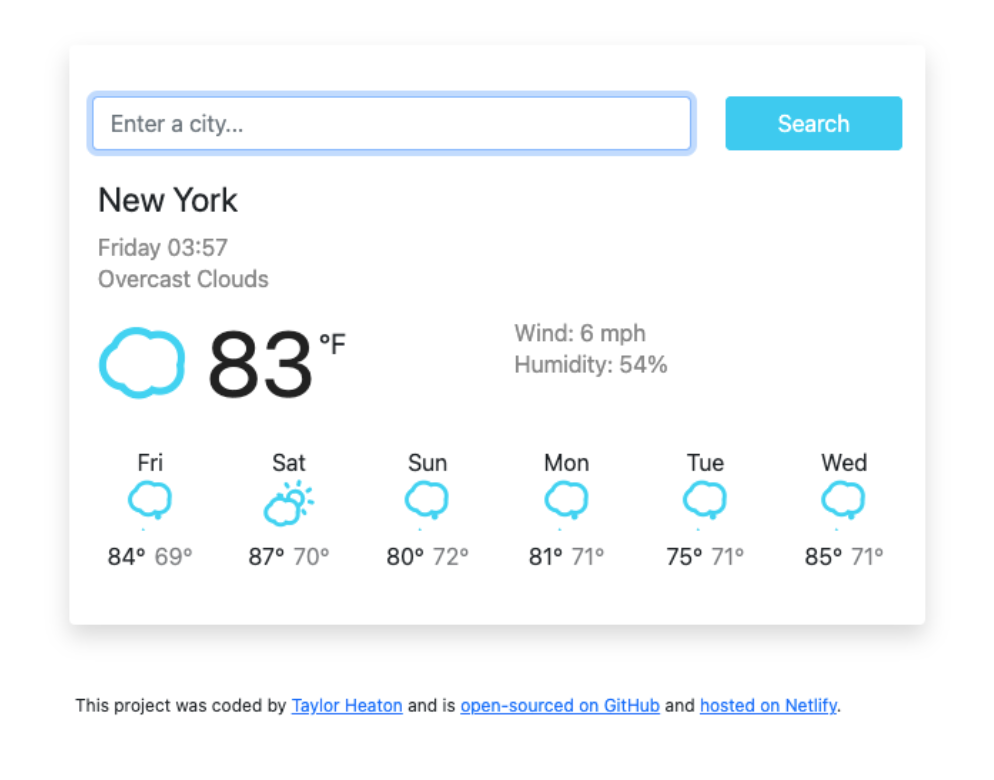 Enter a city...
Search
New York
Friday 03:57
Overcast Clouds
83 °F
Wind: 6 mph
Humidity: 54%
Fri Sat Sun Mon Tue Wed
84° 69° 87° 70° 80° 72° 81° 71° 75° 71° 85° 71°
This project was coded by Taylor Heaton and is open-sourced on GitHub and hosted on Netlify.